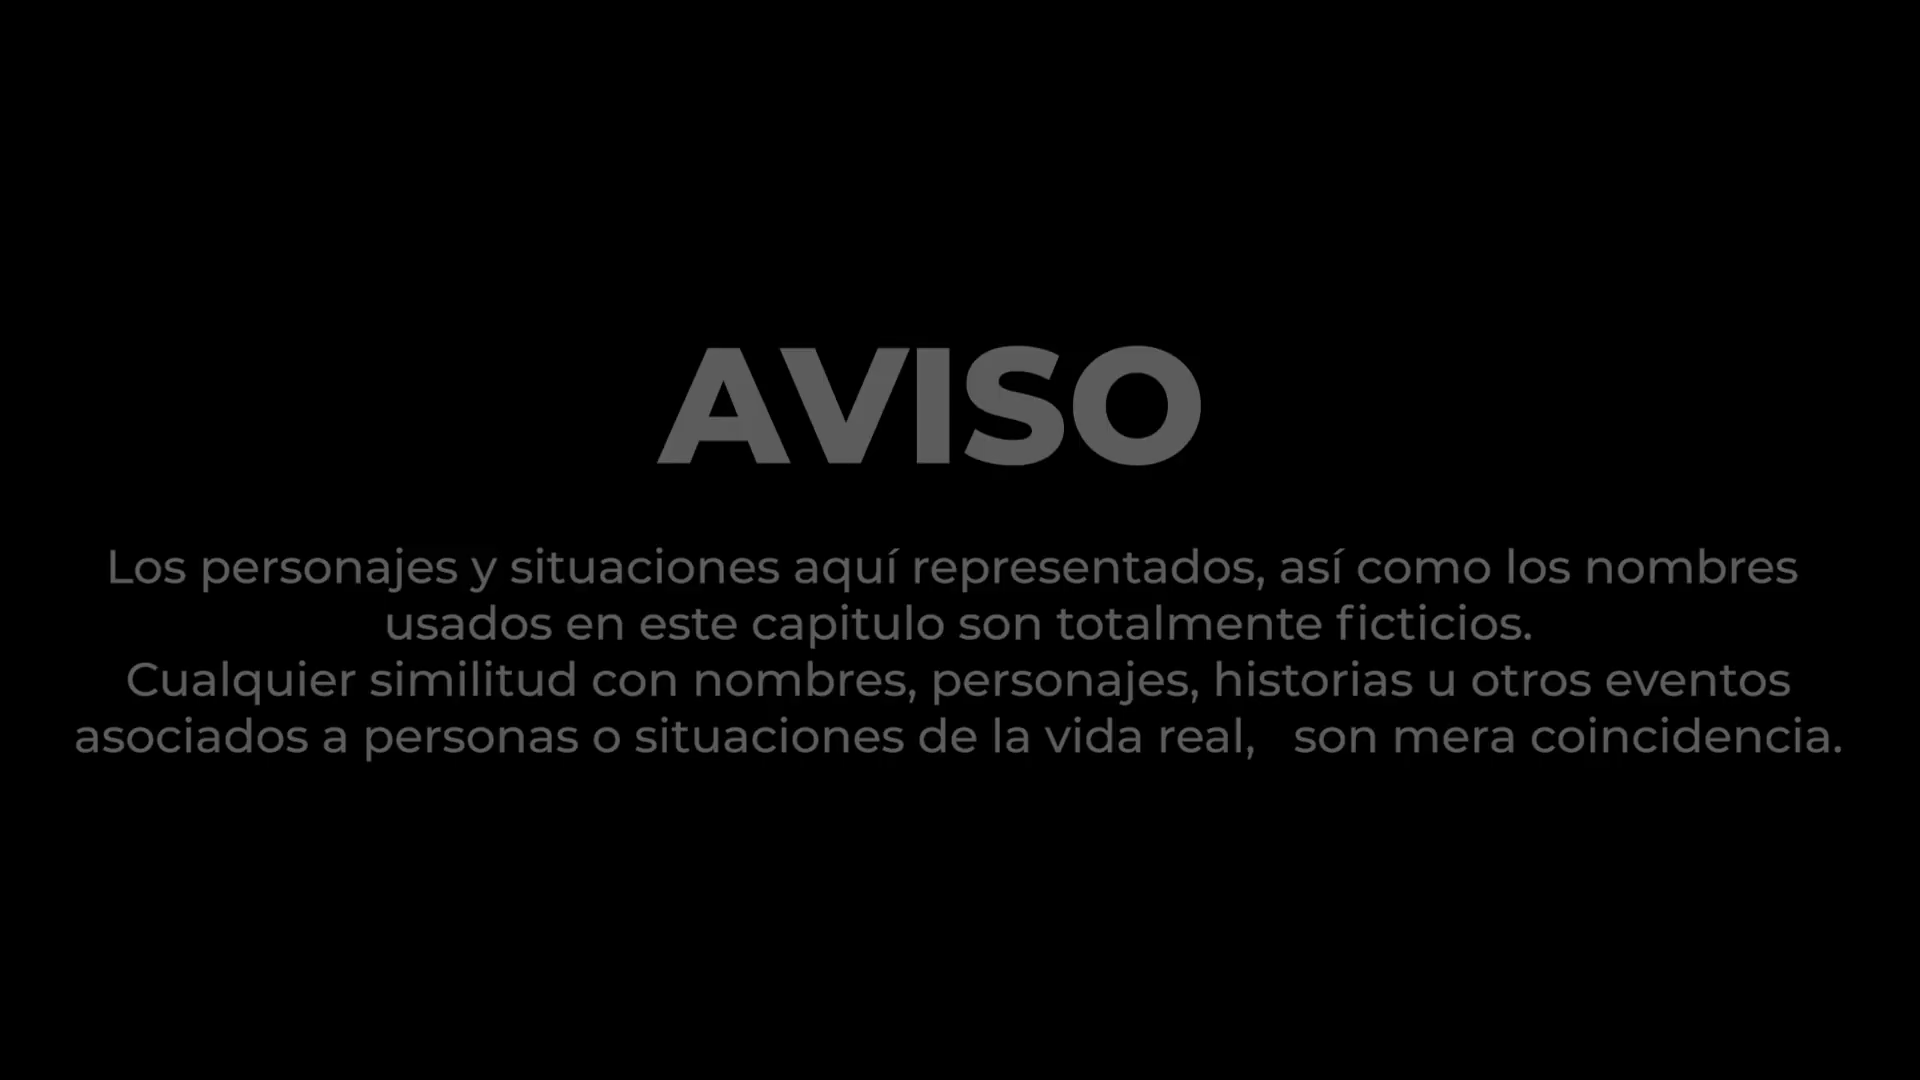 AVISO
Los personajes y situaciones aquí representados, así como los nombres
usados en este capitulo son totalmente ficticios.
Cualquier similitud con nombres, personajes, historias u otros eventos
asociados a personas o situaciones de la vida real, son mera coincidencia.